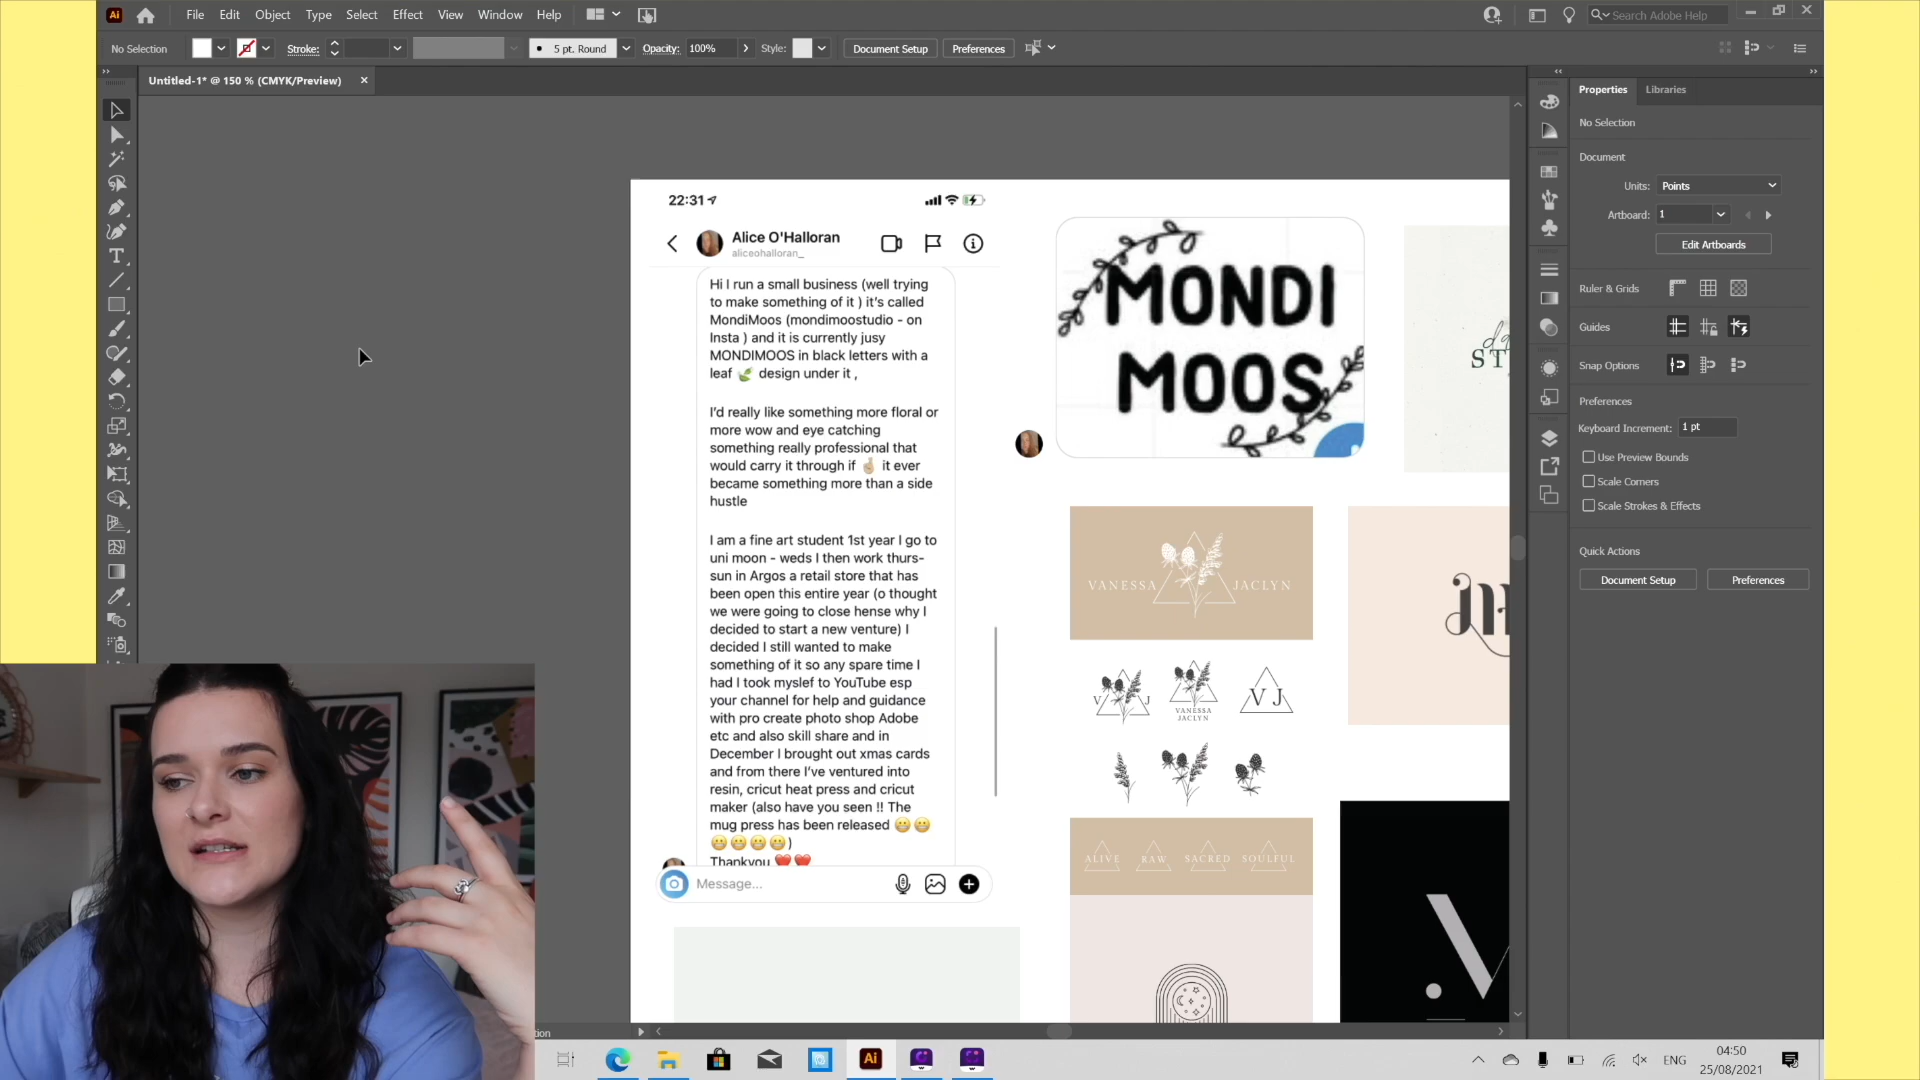 File Edit Object Type Select Effect View Window Help
Search Adobe Help
No Selection
Stroke:
5 pt. Round
Opacity: 100%
Style:
Document Setup
Preferences
Untitled-1* @ 150 % (CMYK/Preview)
22:31
Alice O'Halloran
aliceohalloran_
Hi I run a small business (well trying
to make something of it ) it's called
MondiMoos (mondimoostudio - on
Insta ) and it is currently jusy
MONDIMOOS in black letters with a
leaf 🍃 design under it ,
I'd really like something more floral or
more wow and eye catching
something really professional that
would carry it through if 🤞🏼 it ever
became something more than a side
hustle
I am a fine art student 1st year I go to
uni moon - weds I then work thurs-
sun in Argos a retail store that has
been open this entire year (o thought
we were going to close hense why I
decided to start a new venture) I
decided I still wanted to make
something of it so any spare time I
had I took myslef to YouTube esp
your channel for help and guidance
with pro create photo shop Adobe
etc and also skill share and in
December I brought out xmas cards
and from there I've ventured into
resin, cricut heat press and cricut
maker (also have you seen !! The
mug press has been released 😬😬
😬😬😬😬)
Thankyou ❤️❤️
Message...
MONDI
MOOS
VANESSA JACLYN
V J
VANESSA
JACLYN
V J
ALIVE RAW SACRED SOULFUL
Properties
Libraries
No Selection
Document
Units: Points
Artboard: 1
Edit Artboards
Ruler & Grids
Guides
Snap Options
Preferences
Keyboard Increment: 1 pt
Use Preview Bounds
Scale Corners
Scale Strokes & Effects
Quick Actions
Document Setup
Preferences
Ai
ENG
04:50
25/08/2021